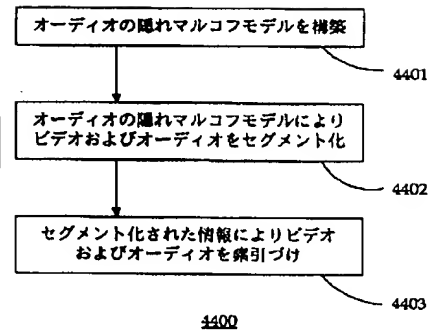 オーディオの隠れマルコフモデルを構築
4401
オーディオの隠れマルコフモデルにより
ビデオおよびオーディオをセグメント化
4402
セグメント化された情報によりビデオ
およびオーディオを索引づけ
4403
4400